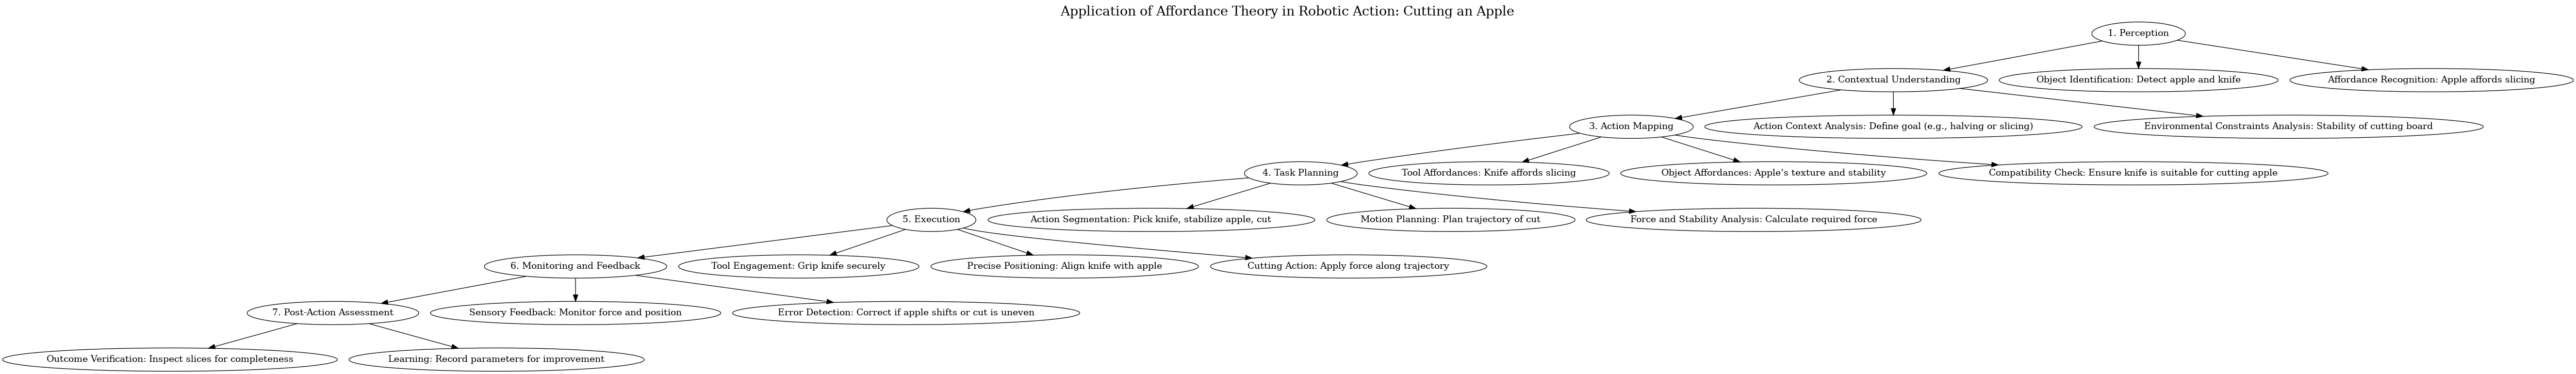 Application of Affordance Theory in Robotic Action: Cutting an Apple
1. Perception
2. Contextual Understanding
Object Identification: Detect apple and knife
Affordance Recognition: Apple affords slicing
3. Action Mapping
Action Context Analysis: Define goal (e.g., halving or slicing)
Environmental Constraints Analysis: Stability of cutting board
4. Task Planning
Tool Affordances: Knife affords slicing
Object Affordances: Apple’s texture and stability
Compatibility Check: Ensure knife is suitable for cutting apple
5. Execution
Action Segmentation: Pick knife, stabilize apple, cut
Motion Planning: Plan trajectory of cut
Force and Stability Analysis: Calculate required force
6. Monitoring and Feedback
Tool Engagement: Grip knife securely
Precise Positioning: Align knife with apple
Cutting Action: Apply force along trajectory
7. Post-Action Assessment
Sensory Feedback: Monitor force and position
Error Detection: Correct if apple shifts or cut is uneven
Outcome Verification: Inspect slices for completeness
Learning: Record parameters for improvement